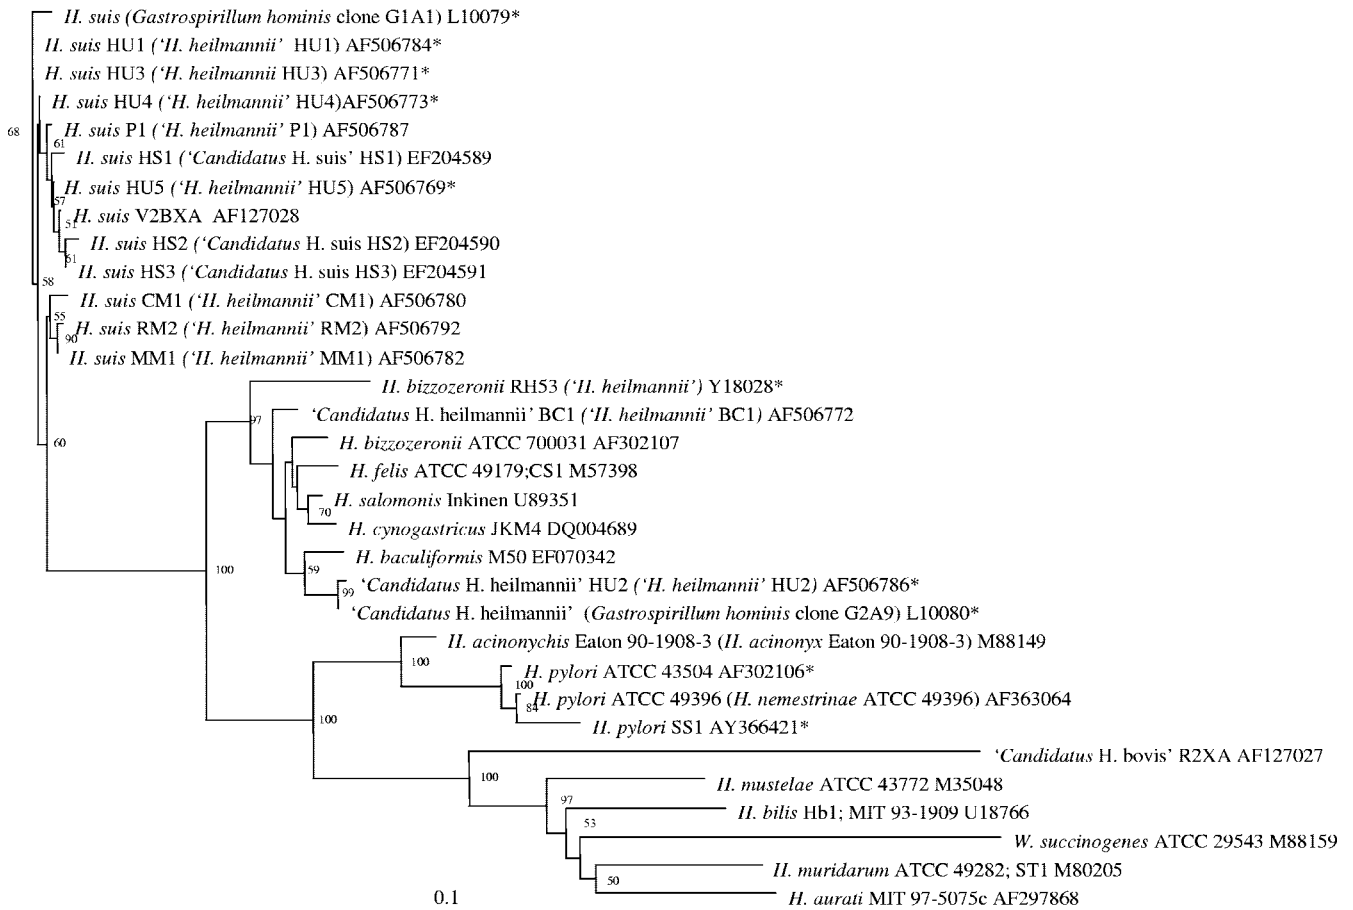 H. suis (Gastrospirillum hominis clone G1A1) L10079*
H. suis HU1 ('H. heilmannii' HU1) AF506784*
H. suis HU3 ('H. heilmannii HU3) AF506771*
H. suis HU4 ('H. heilmannii' HU4)AF506773*
68
H. suis P1 ('H. heilmannii' P1) AF506787
61
H. suis HS1 ('Candidatus H. suis' HS1) EF204589
H. suis HU5 ('H. heilmannii' HU5) AF506769*
57
H. suis V2BXA AF127028
51
H. suis HS2 ('Candidatus H. suis HS2) EF204590
61
H. suis HS3 ('Candidatus H. suis HS3) EF204591
58
H. suis CM1 ('H. heilmannii' CM1) AF506780
55
H. suis RM2 ('H. heilmannii' RM2) AF506792
90
H. suis MM1 ('H. heilmannii' MM1) AF506782
H. bizzozeronii RH53 ('H. heilmannii') Y18028*
97
'Candidatus H. heilmannii' BC1 ('H. heilmannii' BC1) AF506772
60
H. bizzozeronii ATCC 700031 AF302107
H. felis ATCC 49179;CS1 M57398
H. salomonis Inkinen U89351
70
H. cynogastricus JKM4 DQ004689
H. baculiformis M50 EF070342
100
59
'Candidatus H. heilmannii' HU2 ('H. heilmannii' HU2) AF506786*
99
'Candidatus H. heilmannii' (Gastrospirillum hominis clone G2A9) L10080*
H. acinonychis Eaton 90-1908-3 (H. acinonyx Eaton 90-1908-3) M88149
100
H. pylori ATCC 43504 AF302106*
100
H. pylori ATCC 49396 (H. nemestrinae ATCC 49396) AF363064
84
100
H. pylori SS1 AY366421*
'Candidatus H. bovis' R2XA AF127027
100
H. mustelae ATCC 43772 M35048
97
H. bilis Hb1; MIT 93-1909 U18766
53
W. succinogenes ATCC 29543 M88159
H. muridarum ATCC 49282; ST1 M80205
50
0.1
H. aurati MIT 97-5075c AF297868